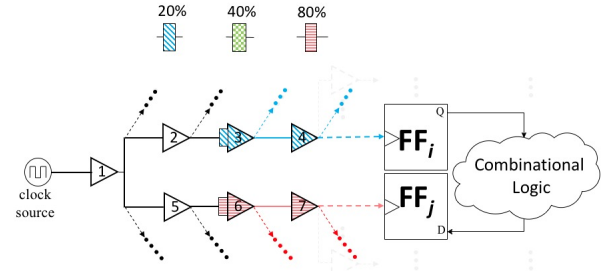 20% 40% 80%
1
2
3
4
5
6
7
clock
source
Q
FFi
FFj
D
Combinational
Logic